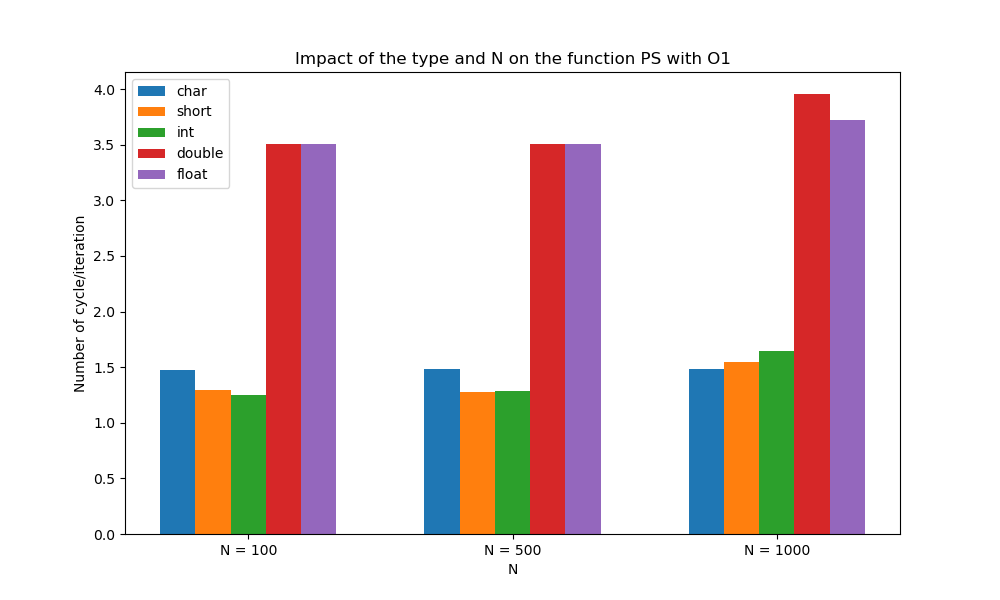 Impact of the type and N on the function PS with O1
char
short
int
double
float
Number of cycle/iteration
4.0
3.5
3.0
2.5
2.0
1.5
1.0
0.5
0.0
N = 100
N = 500
N = 1000
N